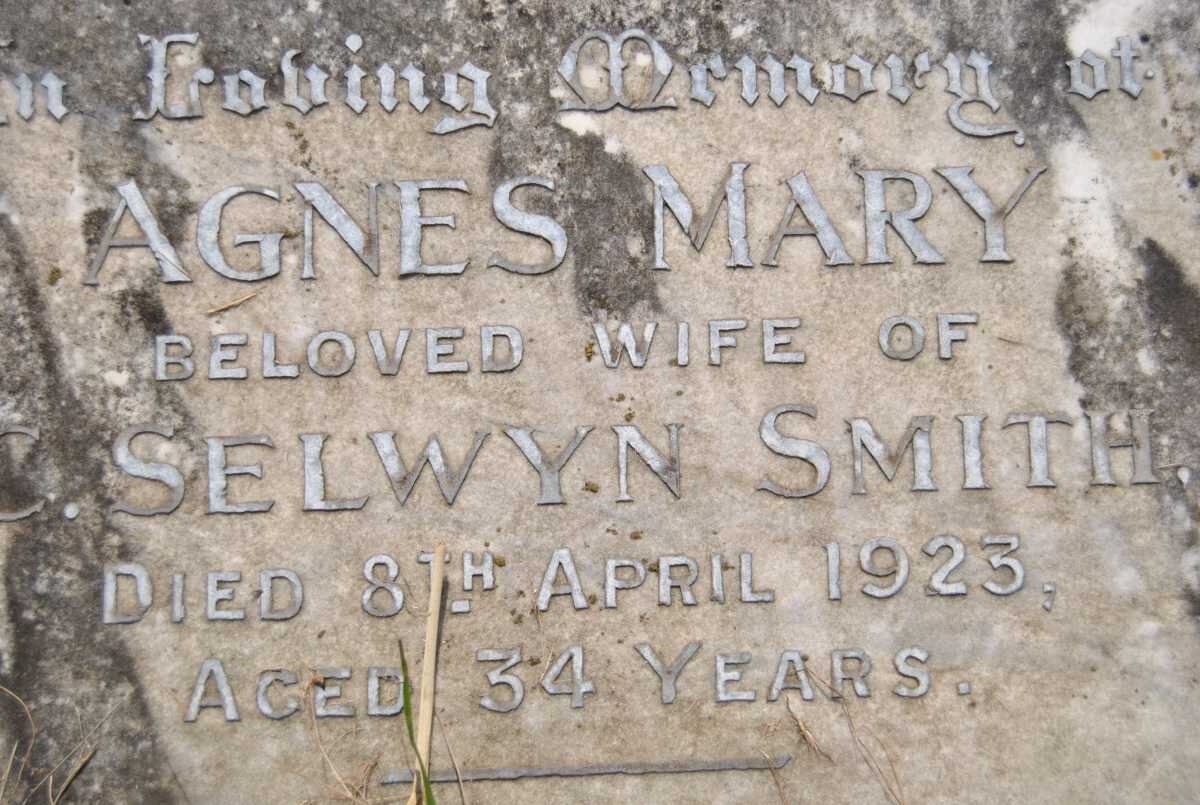 In Loving Memory of.
AGNES MARY
BELOVED WIFE OF
C. SELWYN SMITH,
DIED 8TH APRIL 1923,
AGED 34 YEARS.